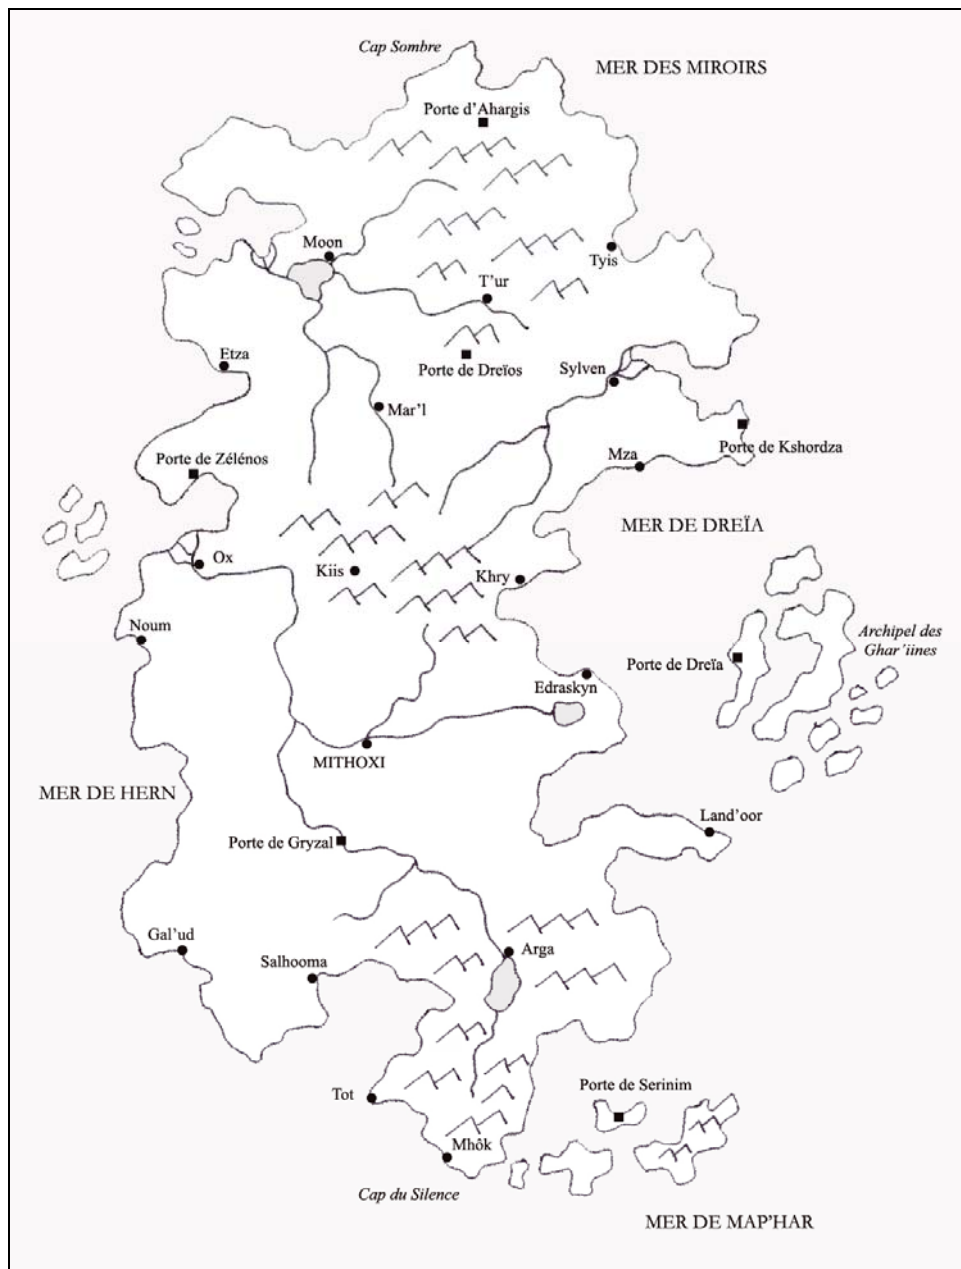 Cap Sombre
MER DES MIROIRS
Porte d'Ahargis
Moon
Tyis
T'ur
Etza
Porte de Dreïos
Sylven
Mar'l
Porte de Zélénos
Mza
Porte de Kshordza
MER DE DREÏA
Ox
Kiis
Khry
Noum
Archipel des
Ghar'iines
Porte de Dreïa
Edraskyn
MITHOXI
MER DE HERN
Land'oor
Porte de Gryzal
Gal'ud
Salhooma
Arga
Porte de Serinim
Tot
Mhôk
Cap du Silence
MER DE MAP'HAR